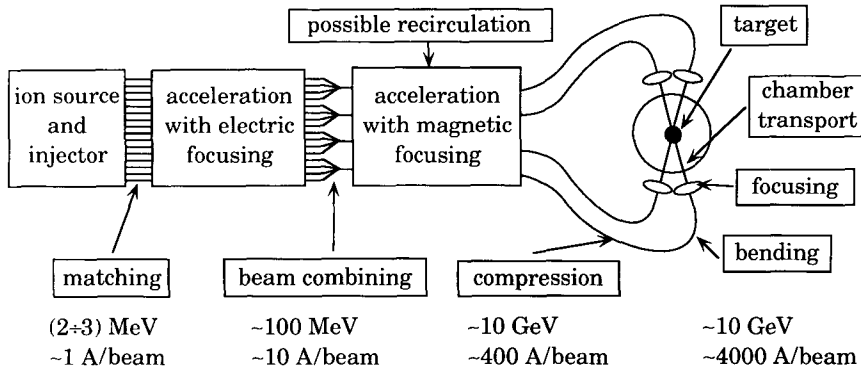 possible recirculation
target
ion source
and
injector
acceleration
with electric
focusing
acceleration
with magnetic
focusing
chamber
transport
focusing
matching
beam combining
compression
bending
(2÷3) MeV
~1 A/beam
~100 MeV
~10 A/beam
~10 GeV
~400 A/beam
~10 GeV
~4000 A/beam